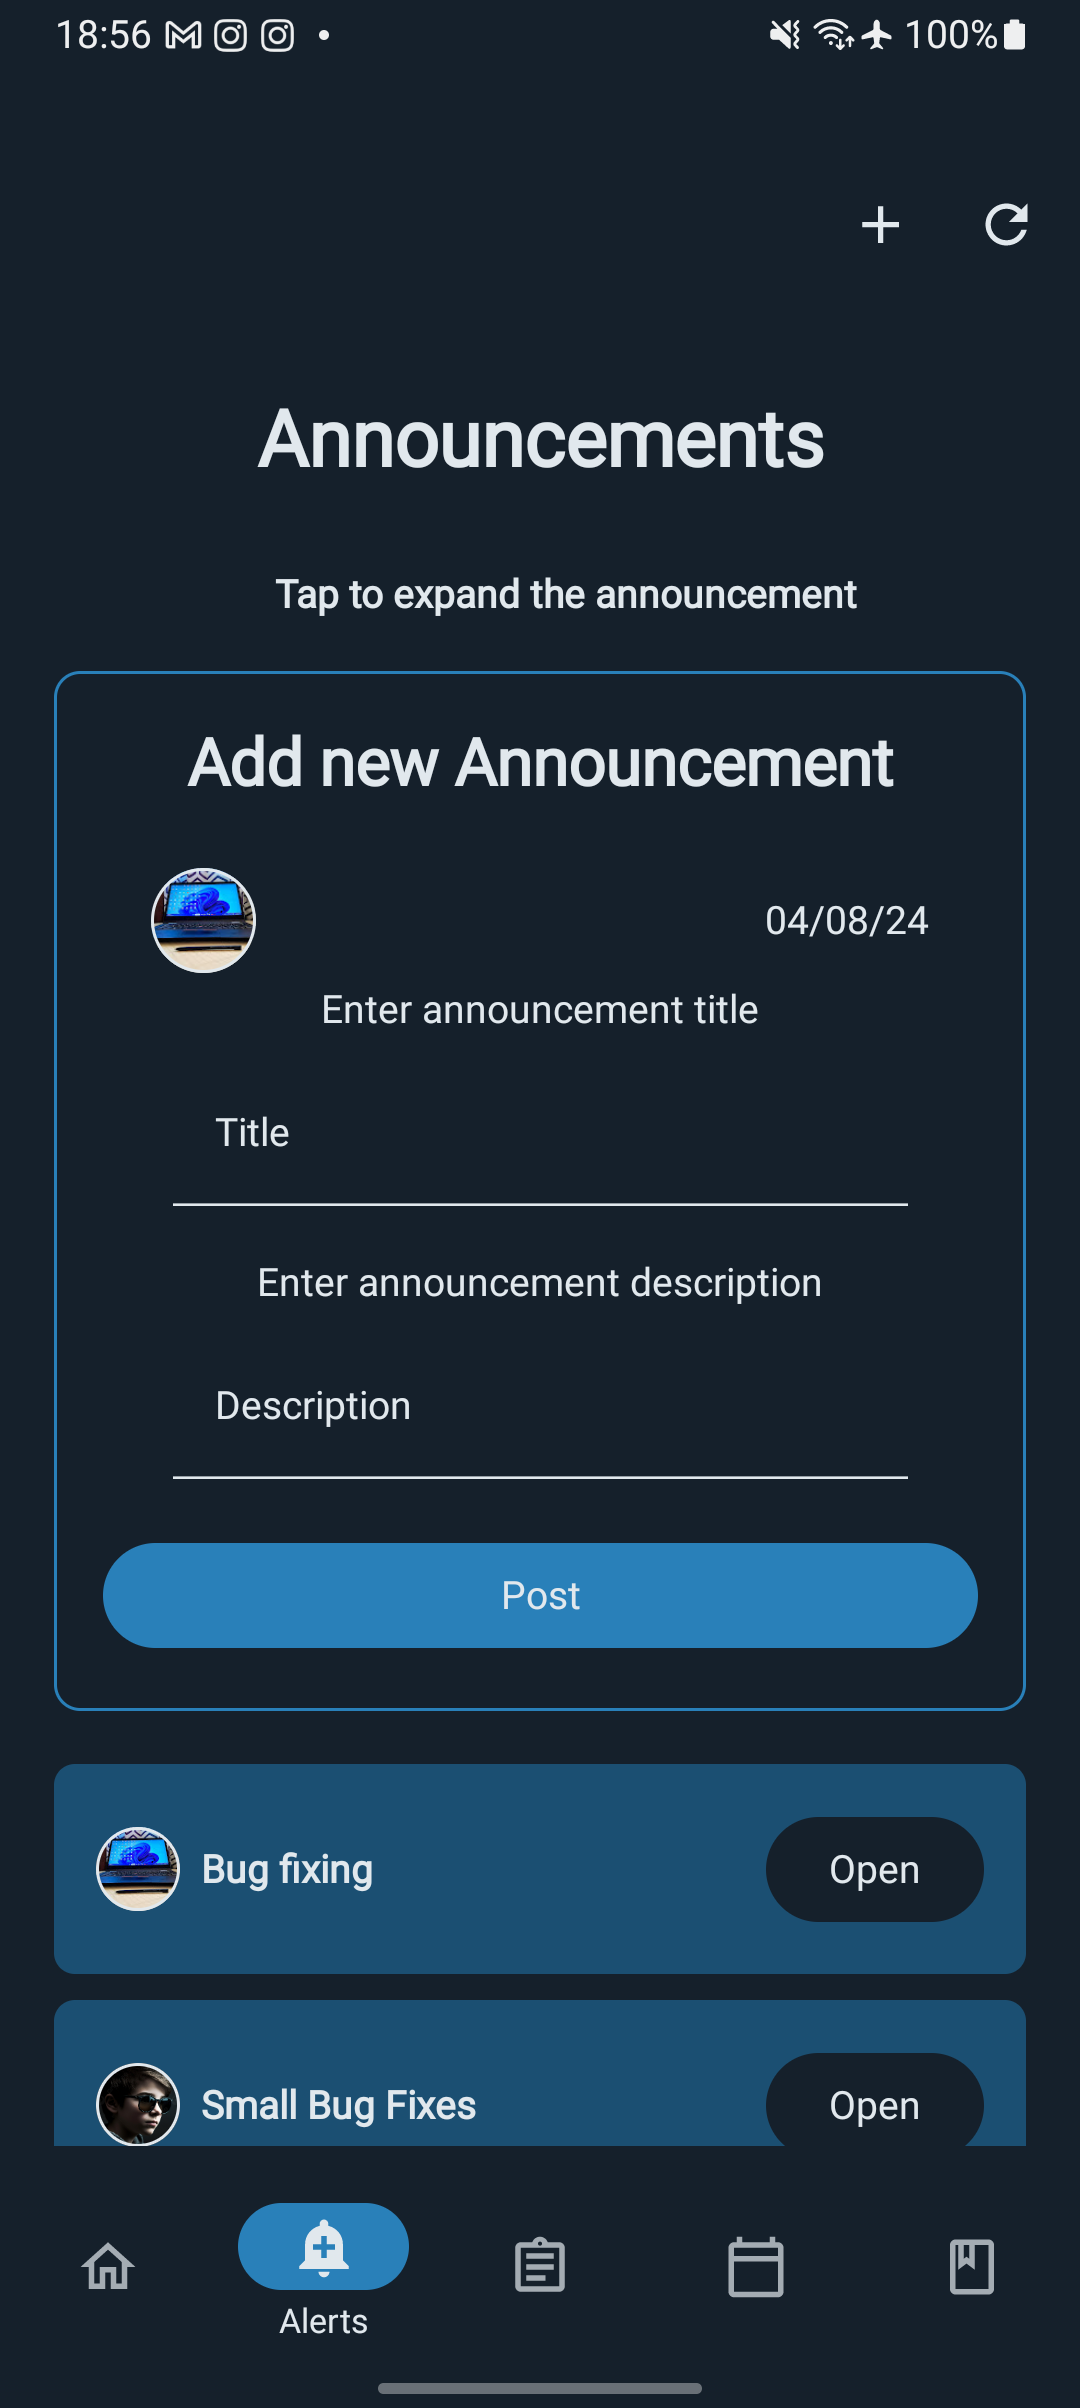 18:56
100%
Announcements
Tap to expand the announcement
Add new Announcement
04/08/24
Enter announcement title
Title
Enter announcement description
Description
Post
Bug fixing
Open
Small Bug Fixes
Open
Alerts